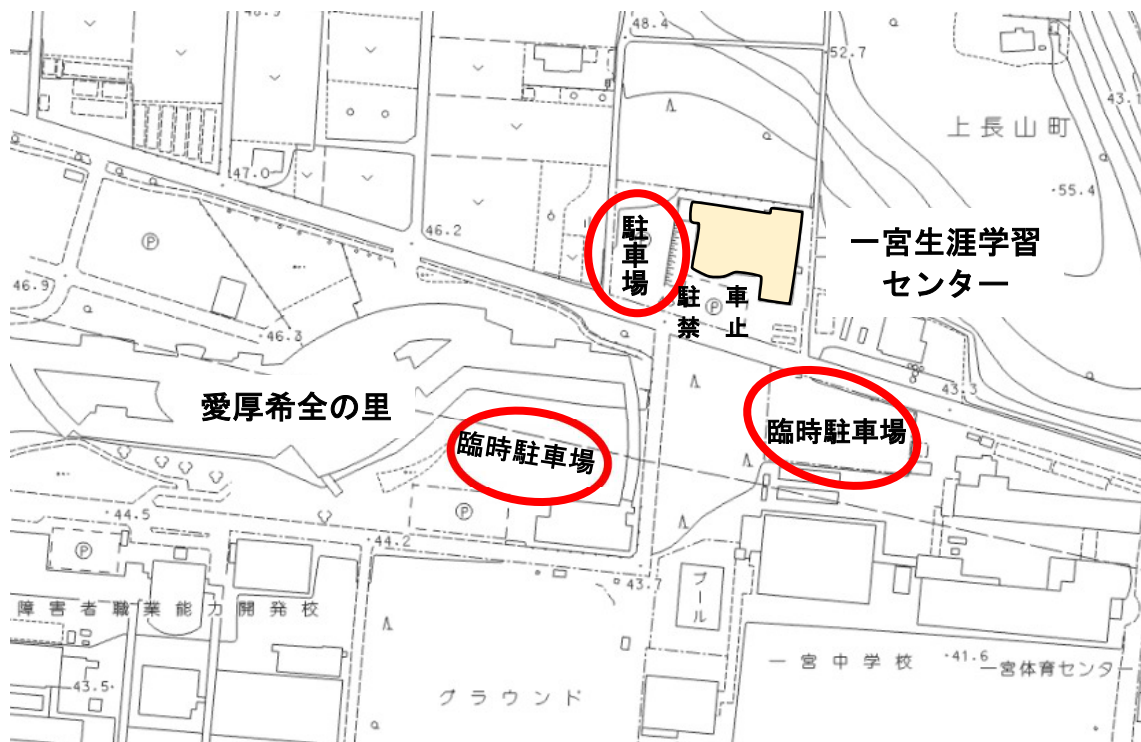 48.9
48.4
52.7
43.1
上長山町
47.0
55.4
46.2
駐車場
一宮生涯学習
センター
46.9
駐車
禁止
46.3
43.3
愛厚希全の里
臨時駐車場
臨時駐車場
44.5
44.2
43.7
プール
障害者職業能力開発校
一宮中学校
41.6
一宮体育センター
43.5
グラウンド
P
P
P
P